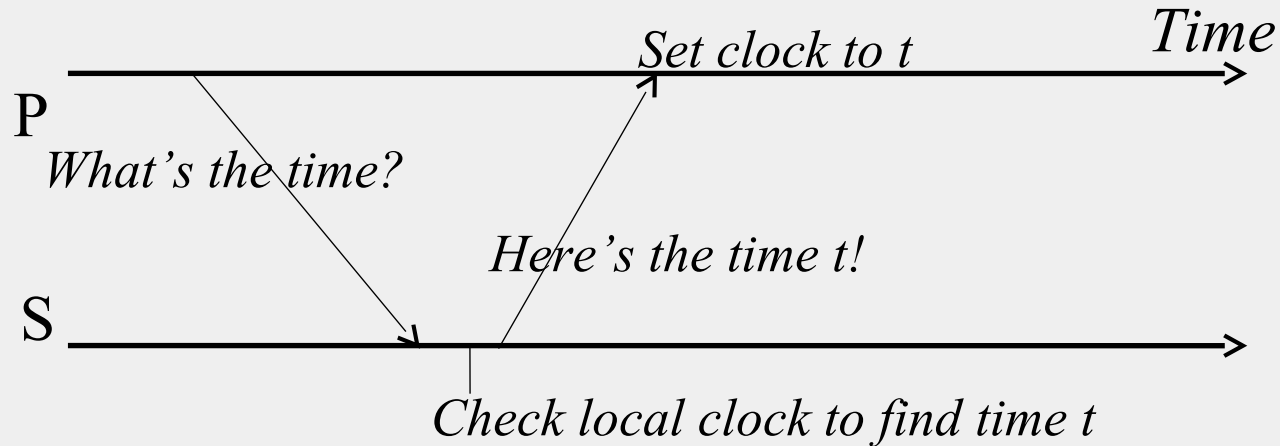 Time
Set clock to t
P
What’s the time?
Here’s the time t!
S
Check local clock to find time t